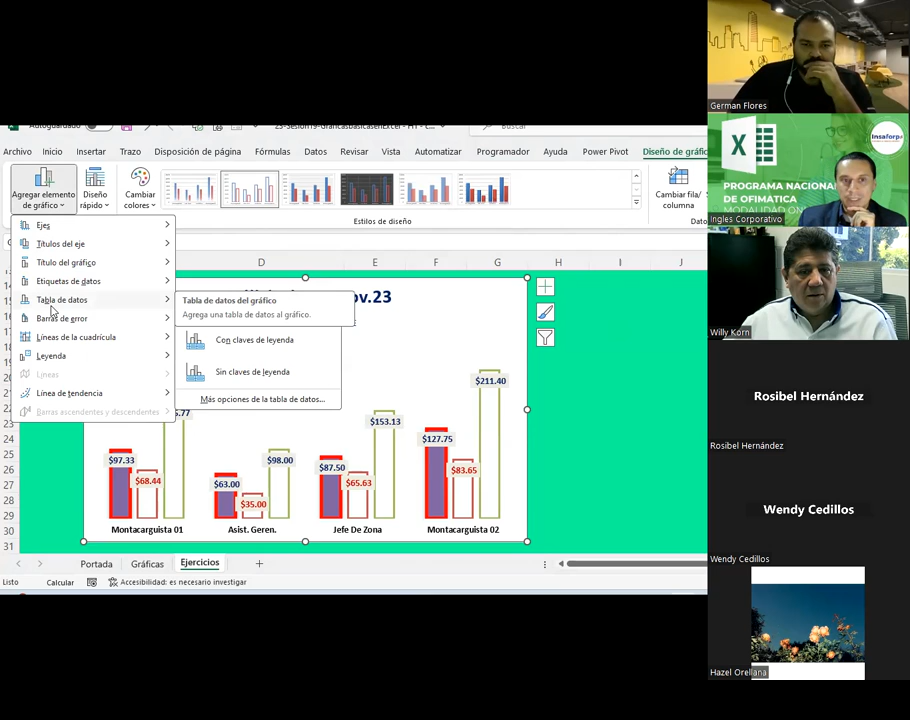 Autoguardado
Buscar
Archivo Inicio Insertar Trazo Disposición de página Fórmulas Datos Revisar Vista Automatizar Programador Ayuda Power Pivot Diseño de gráfic
Agregar elemento de gráfico
Diseño rápido
Cambiar colores
Cambiar fila/ columna
Estilos de diseño
Ejes
Títulos del eje
Título del gráfico
Etiquetas de datos
Tabla de datos
Barras de error
Líneas de la cuadrícula
Leyenda
Líneas
Línea de tendencia
Barras ascendentes y descendentes
Tabla de datos del gráfico
Agrega una tabla de datos al gráfico.
Con claves de leyenda
Sin claves de leyenda
Más opciones de la tabla de datos...
D E F G H I J
ov.23
22
23
24
25
26
27
28
29
30
31
$97.33 $68.44
$63.00 $35.00 $98.00
$87.50 $65.63 $153.13
$127.75 $83.65 $211.40
Montacarguista 01 Asist. Geren. Jefe De Zona Montacarguista 02
Portada Gráficas Ejercicios
Listo Calcular Accesibilidad: es necesario investigar
German Flores
Insaforp
PROGRAMA NACIONAL
DE OFIMATICA
MODALIDAD ON
Ingles Corporativo
Willy Korn
Rosibel Hernández
Rosibel Hernández
Wendy Cedillos
Wendy Cedillos
Hazel Orellana